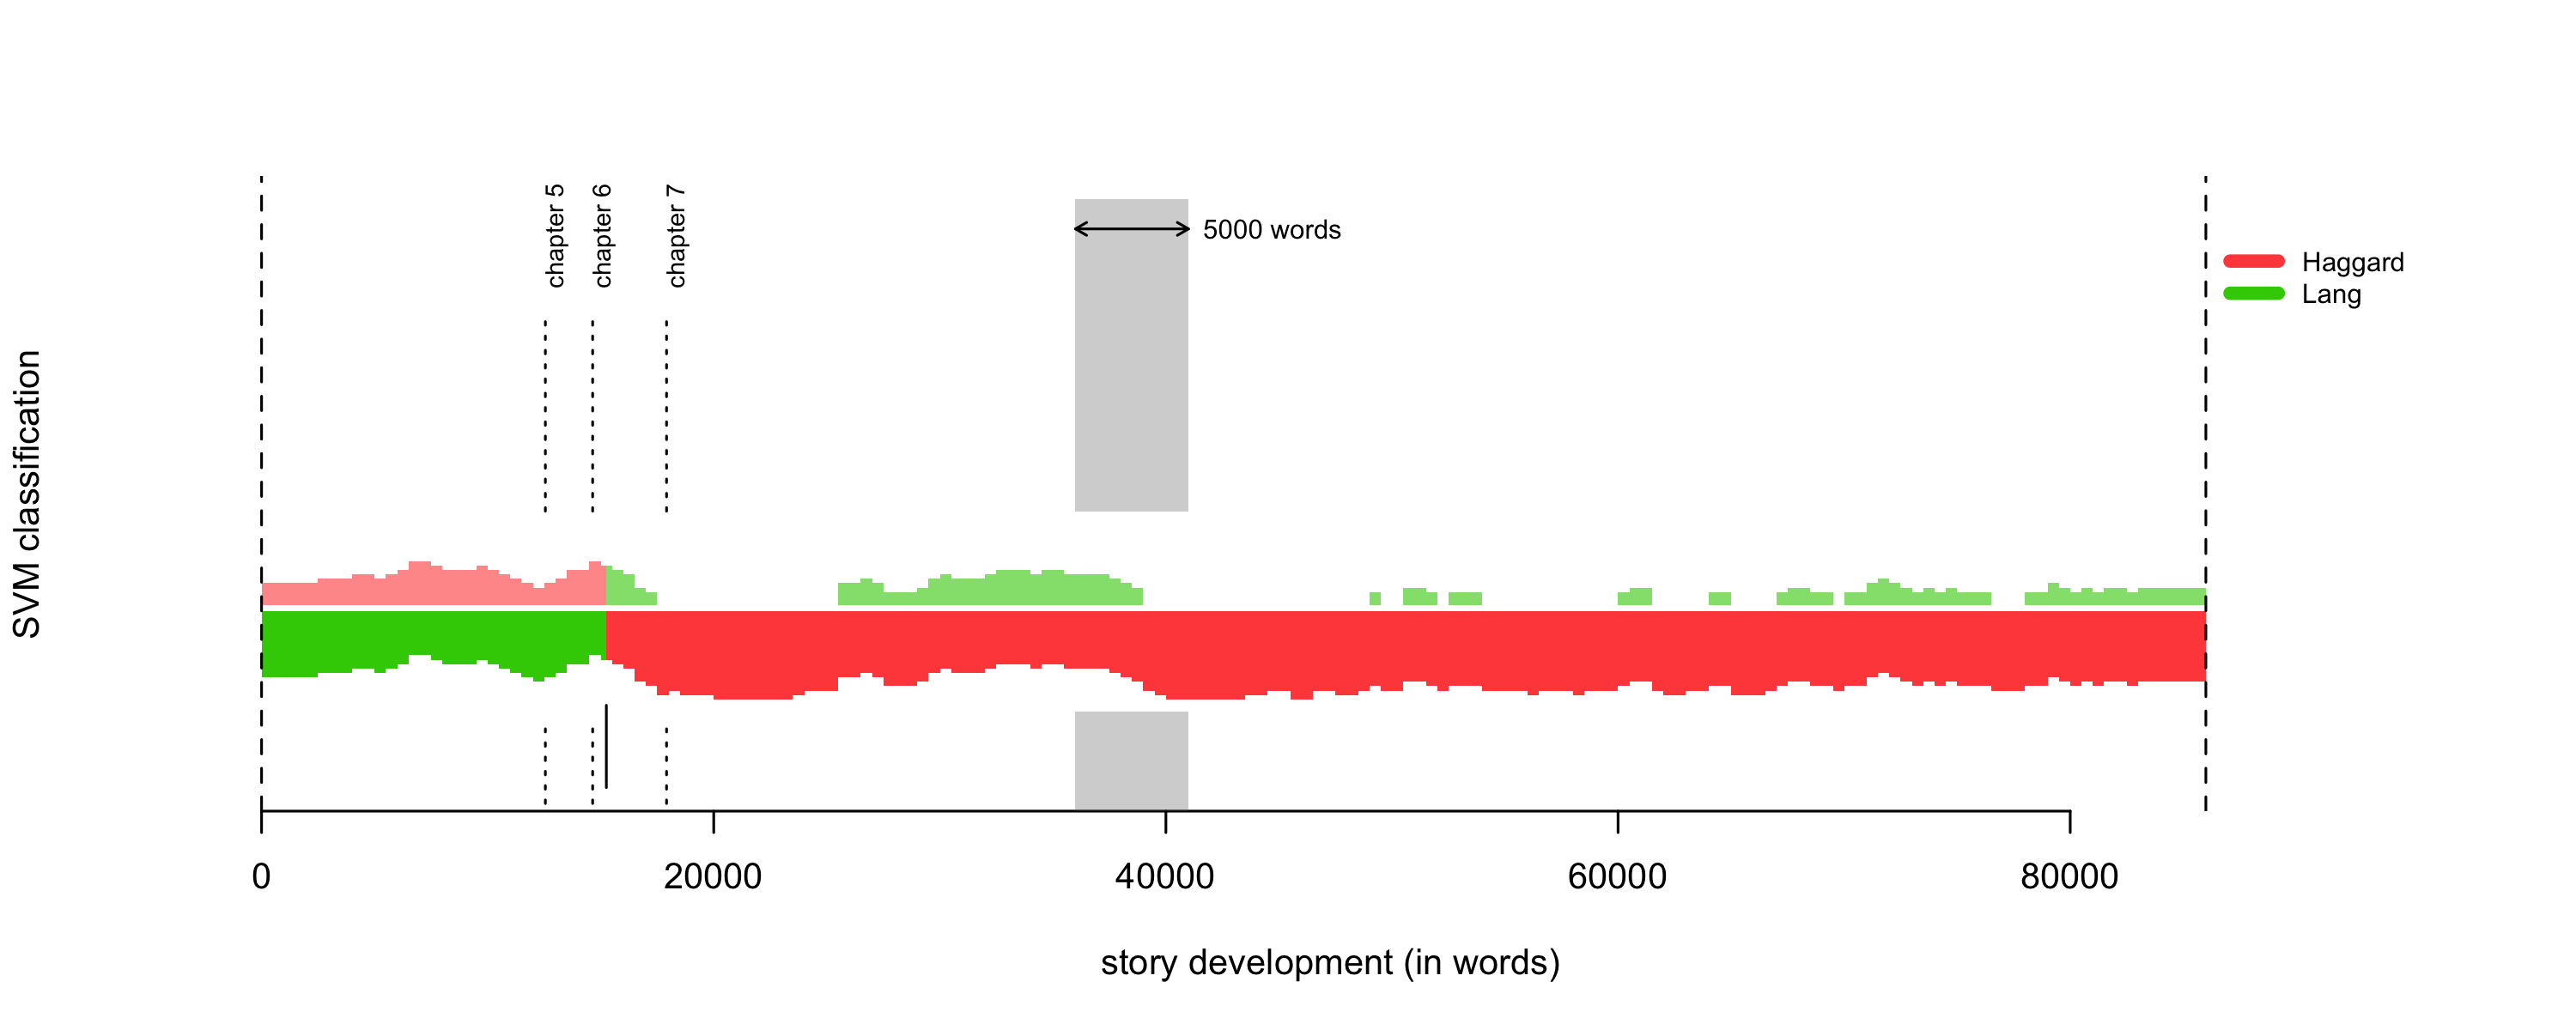 chapter 5
chapter 6
chapter 7
5000 words
Haggard
Lang
SVM classification
0
20000
40000
60000
80000
story development (in words)